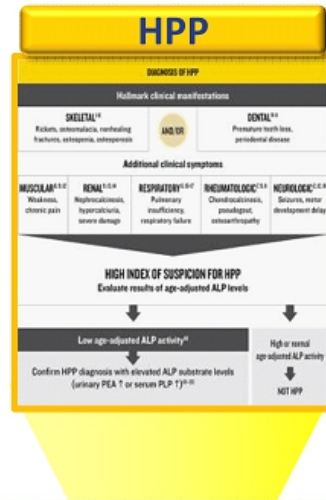 HPP
DIAGNOSIS OF HPP
Hallmark clinical manifestations
SKELETAL
Rickets, osteomalacia, nonhealing
fractures, osteopenia, osteoporosis
AND/OR
DENTAL
Premature tooth loss,
periodontal disease
Additional clinical symptoms
MUSCULAR
Weakness,
chronic pain
RENAL
Nephrocalcinosis,
hypercalciuria,
severe damage
RESPIRATORY
Pulmonary
insufficiency,
respiratory failure
RHEUMATOLOGIC
Chondrocalcinosis,
pseudogout,
osteoarthropathy
NEUROLOGIC
Seizures, motor
development delay
HIGH INDEX OF SUSPICION FOR HPP
Evaluate results of age-adjusted ALP levels
Low age-adjusted ALP activity
Confirm HPP diagnosis with elevated ALP substrate levels
(urinary PEA ↑ or serum PLP ↑)
High or normal
age adjusted ALP activity
NOT HPP